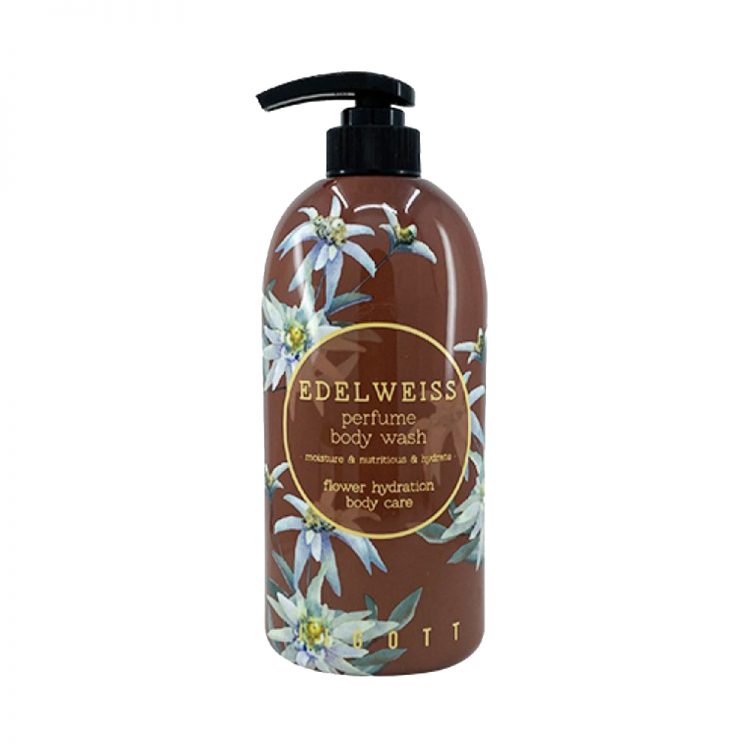 EDELWEISS
perfume
body wash
· moisture & nutritious & hydrate ·
flower hydration
body care